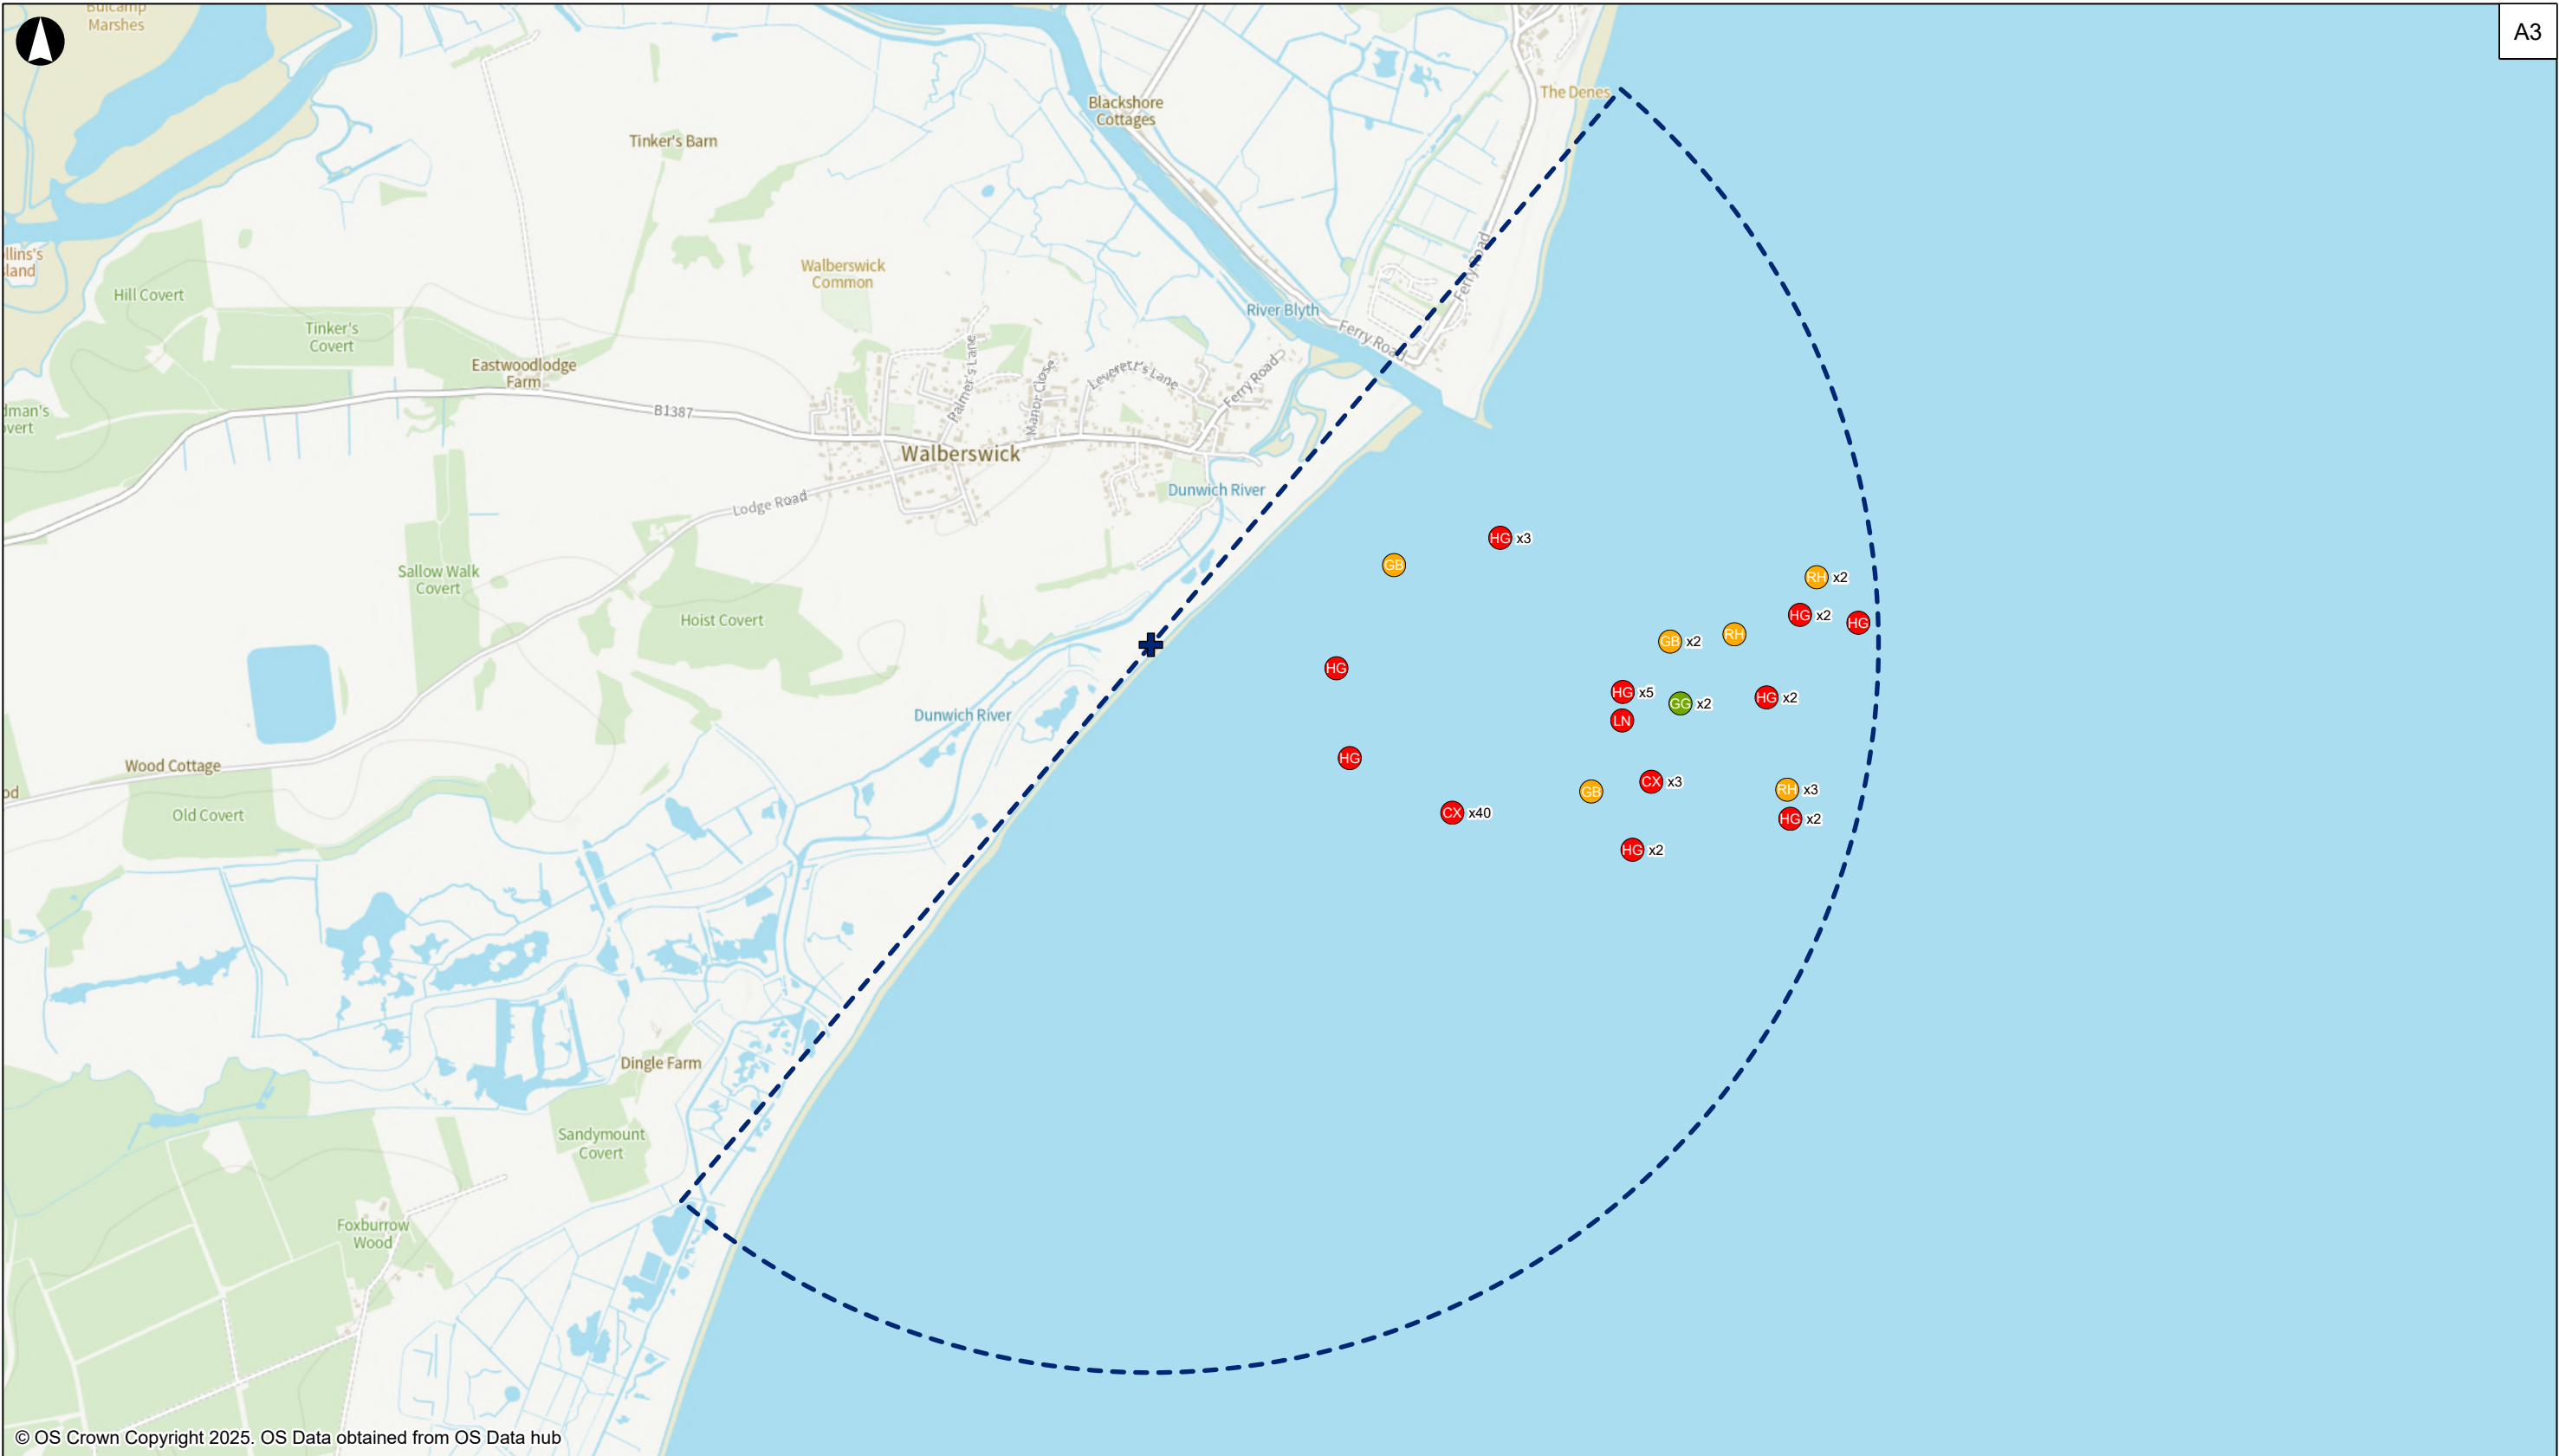 Bulcamp
Marshes
A3
The Denes
Blackshore
Cottages
Tinker's Barn
Ferry Road
llins's
sland
Walberswick
Common
Hill Covert
River Blyth
Tinker's
Covert
Ferry Road
Palmer's Lane
Manor Close
Leverett's Lane
Ferry Road
Eastwoodlodge
Farm
B1387
dman's
overt
Walberswick
Dunwich River
Lodge Road
HG x3
GB
Sallow Walk
Covert
RH x2
Hoist Covert
HG x2
HG
RH
GB x2
HG
HG x5
HG x2
GG x2
LN
Dunwich River
HG
Wood Cottage
CX x3
RH x3
GB
od
Old Covert
CX x40
HG x2
HG x2
Dingle Farm
Sandymount
Covert
Foxburrow
Wood
© OS Crown Copyright 2025. OS Data obtained from OS Data hub